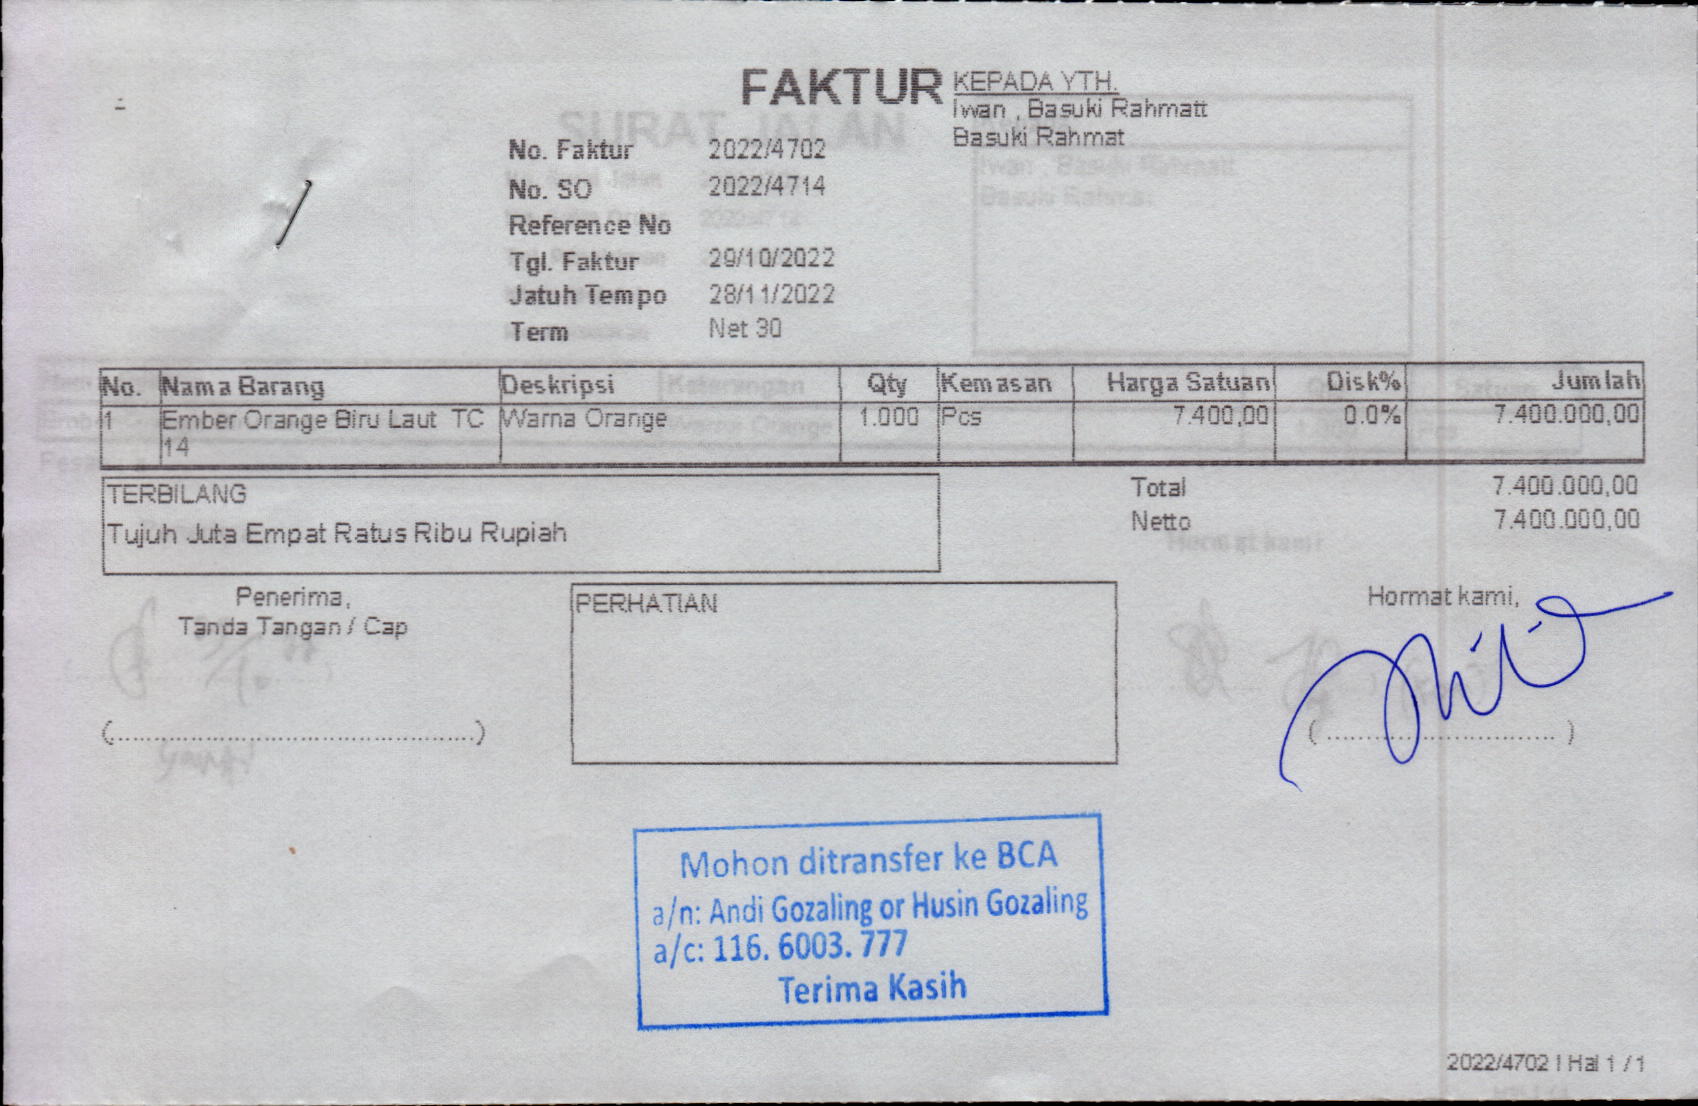 FAKTUR
KEPADA YTH.
Iwan , Basuki Rahmatt
Basuki Rahmat
No. Faktur 2022/4702
No. SO 2022/4714
Reference No
Tgl. Faktur 29/10/2022
Jatuh Tempo 28/11/2022
Term Net 30
No. Nama Barang Deskripsi Qty Kemasan Harga Satuan Disk% Jumlah
1 Ember Orange Biru Laut TC Warna Orange 1.000 Pcs 7.400,00 0.0% 7.400.000,00
14
TERBILANG
Tujuh Juta Empat Ratus Ribu Rupiah
Total 7.400.000,00
Netto 7.400.000,00
Penerima,
Tanda Tangan / Cap
PERHATIAN
Hormat kami,
Mohon ditransfer ke BCA
a/n: Andi Gozaling or Husin Gozaling
a/c: 116. 6003. 777
Terima Kasih
2022/4702 | Hal 1 / 1